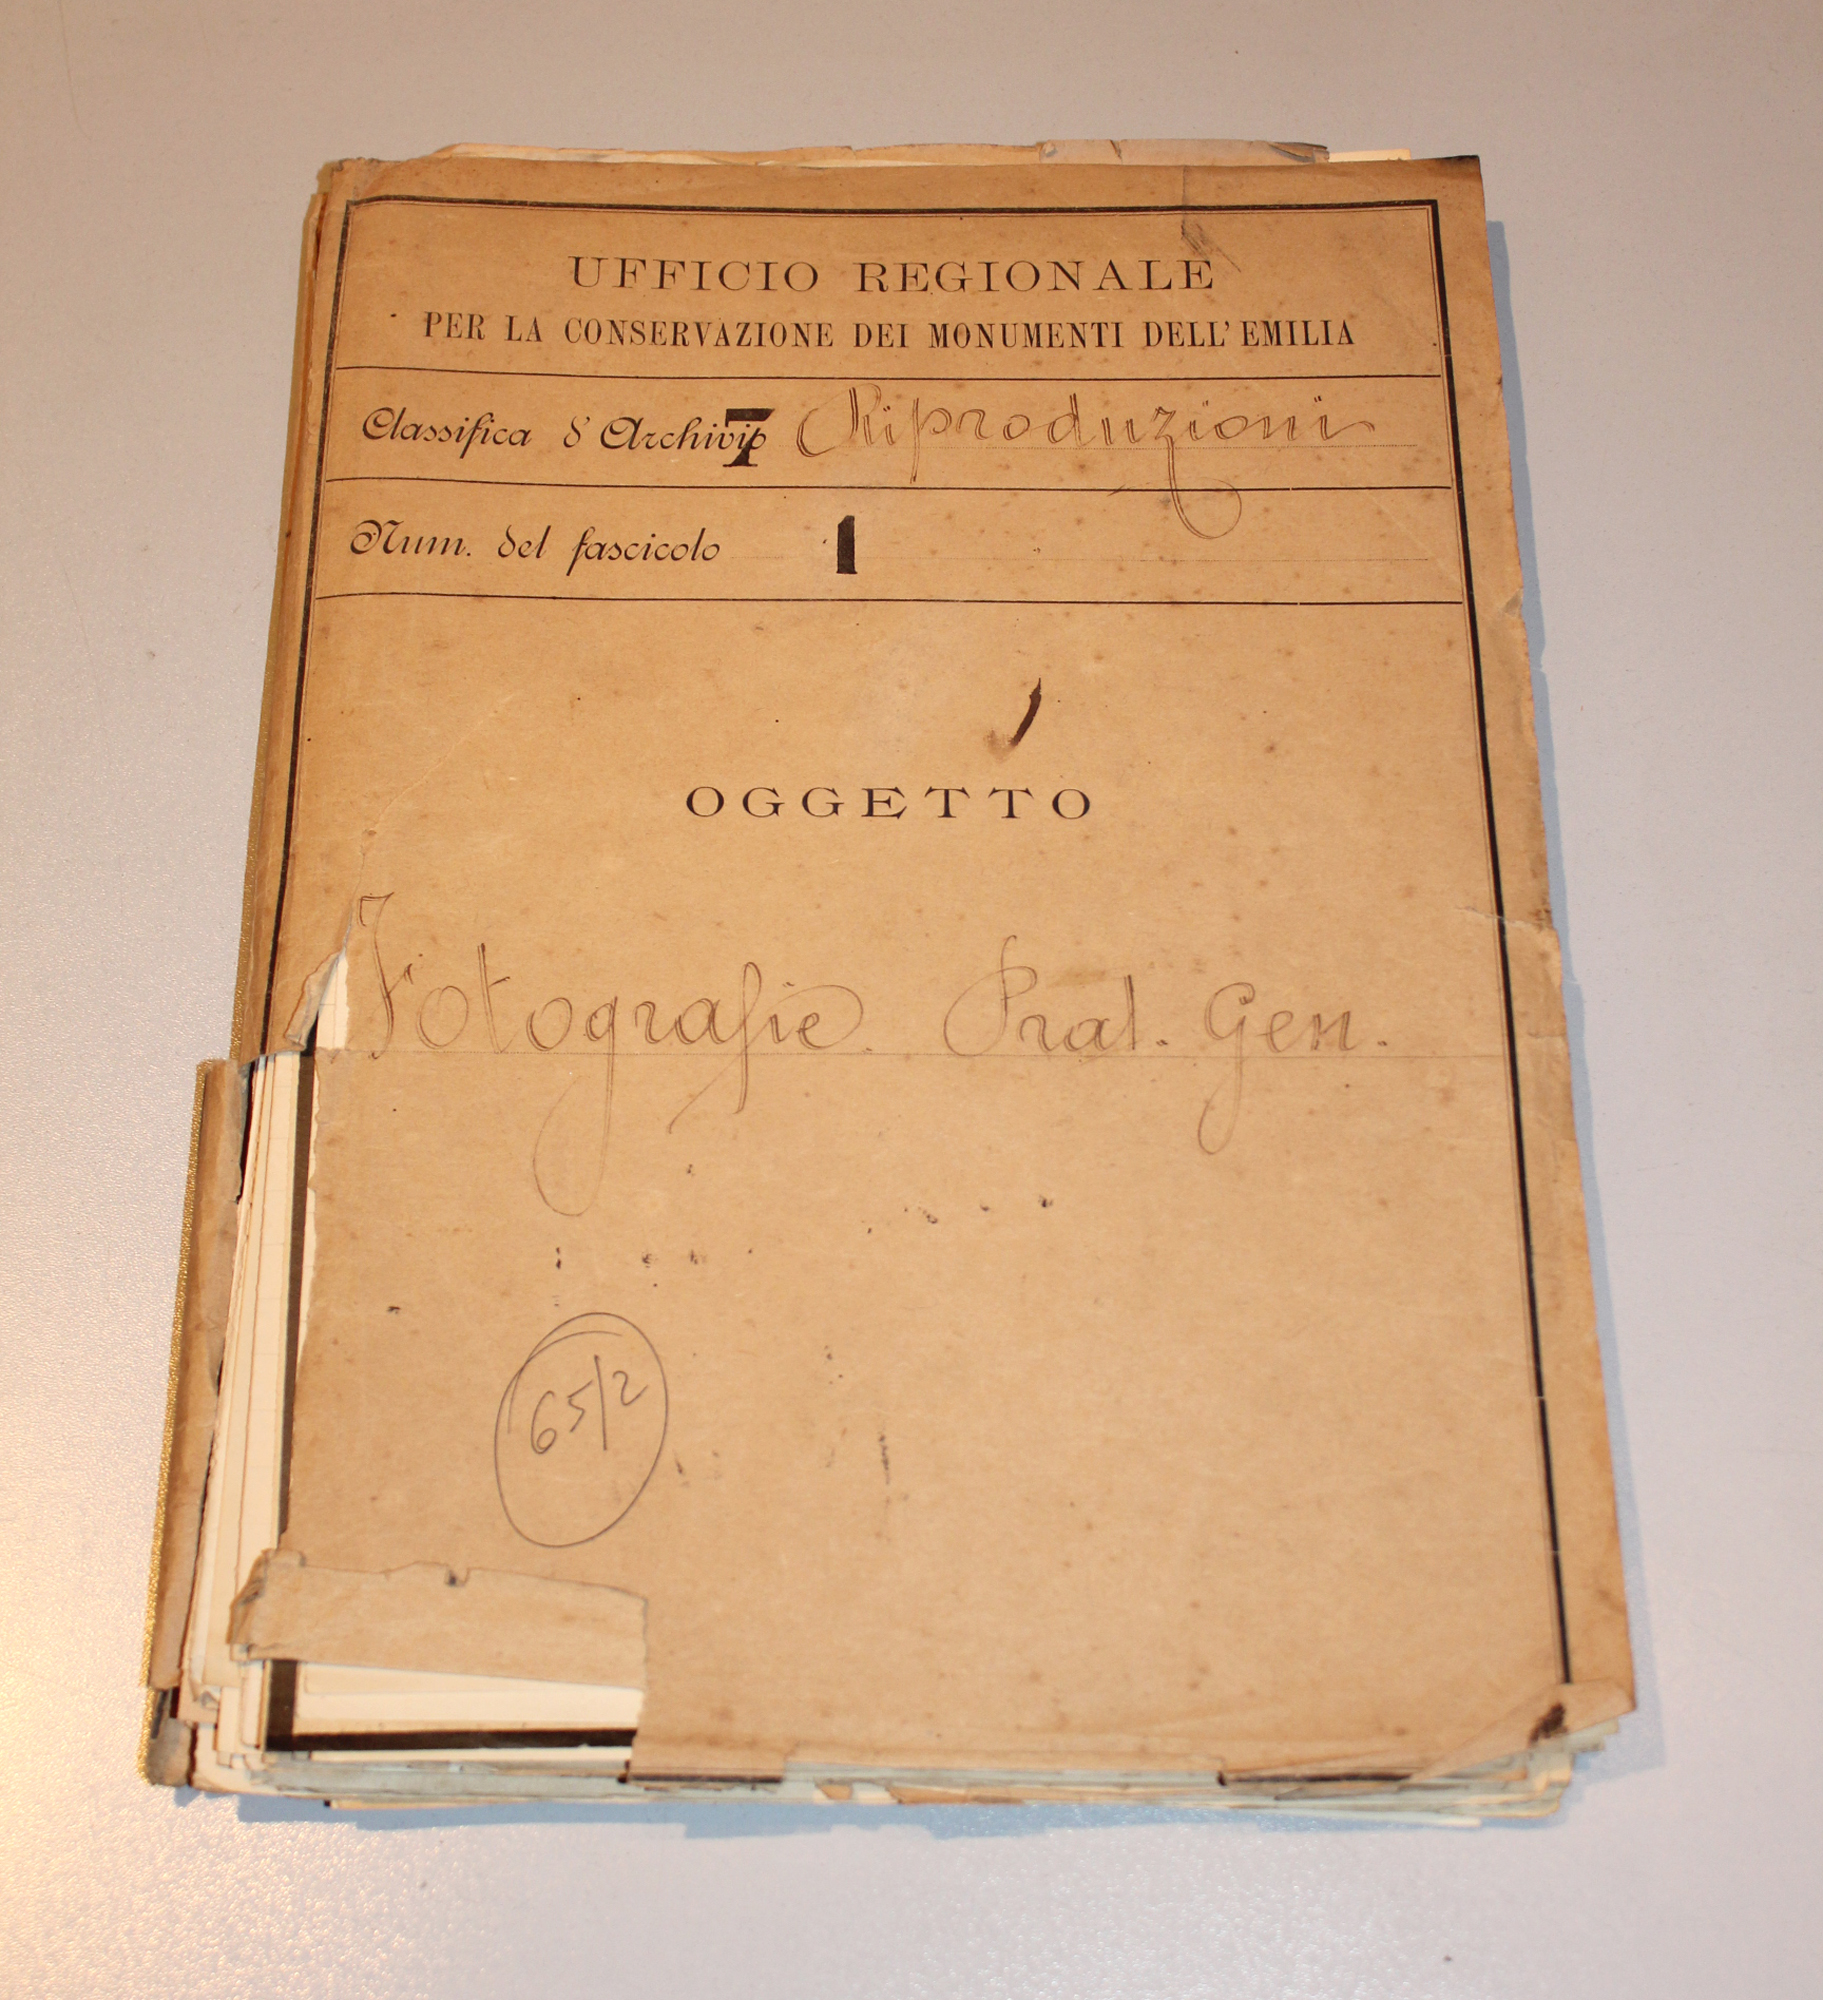 UFFICIO REGIONALE
PER LA CONSERVAZIONE DEI MONUMENTI DELL'EMILIA
Classifica d'Archivio 7 Riproduzioni
Num. del fascicolo 1
OGGETTO
Fotografie. Prat. Gen.
65/2